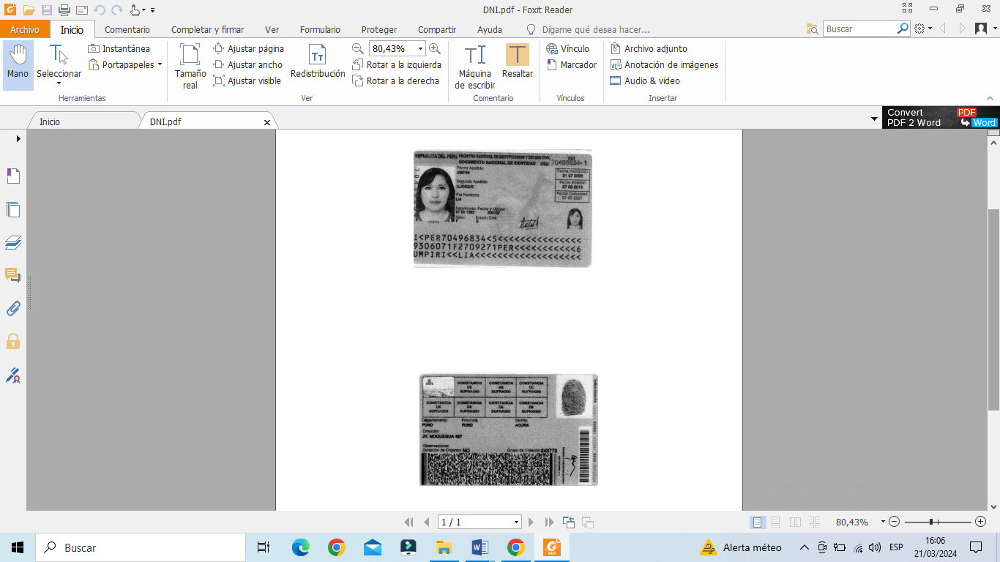 DNI.pdf - Foxit Reader
Archivo Inicio Comentario Completar y firmar Ver Formulario Proteger Compartir Ayuda Dígame qué desea hacer... Buscar
Mano
Seleccionar
Instantánea
Portapapeles
Herramientas
Tamaño real
Ajustar página
Ajustar ancho
Ajustar visible
Redistribución
Rotar a la izquierda
Rotar a la derecha
80,43%
Ver
Máquina de escribir
Resaltar
Comentario
Vínculo
Marcador
Vínculos
Archivo adjunto
Anotación de imágenes
Audio & video
Insertar
Inicio DNI.pdf
Convert PDF
PDF 2 Word Word
REPUBLICA DEL PERU REGISTRO NACIONAL DE IDENTIFICACION Y ESTADO CIVIL CUI
DOCUMENTO NACIONAL DE IDENTIDAD DNI 70496834-1
Primer Apellido
UMPIRI
Segundo Apellido
LLANQUE
Pre Nombres
LIA
Nacimiento: Fecha y Ubigeo
07 06 1993
Sexo Estado Civil
F S
Fecha Inscripción
21 07 2006
Fecha Emisión
27 09 2019
Fecha Caducidad
27 09 2027
I<PER70496834<5<<<<<<<<<<<<<<<
9306071F2709271PER<<<<<<<<<<<6
UMPIRI<<LIA<<<<<<<<<<<<<<<<<<<
CONSTANCIA DE SUFRAGIO CONSTANCIA DE SUFRAGIO CONSTANCIA DE SUFRAGIO
CONSTANCIA DE SUFRAGIO CONSTANCIA DE SUFRAGIO CONSTANCIA DE SUFRAGIO CONSTANCIA DE SUFRAGIO
Departamento Provincia Distrito
PUNO PUNO ACORA
Dirección
JR. MOQUEGUA 427
Observaciones
Donación de Organos NO Grupo de Votación 243773
1 / 1
80,43%
Buscar
Alerta méteo
ESP
16:06
21/03/2024